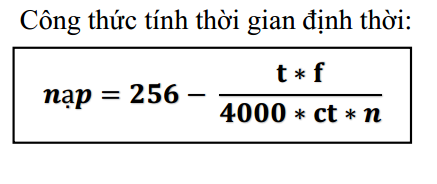 Công thức tính thời gian định thời:
nạp = 256 − t * f / 4000 * ct * n